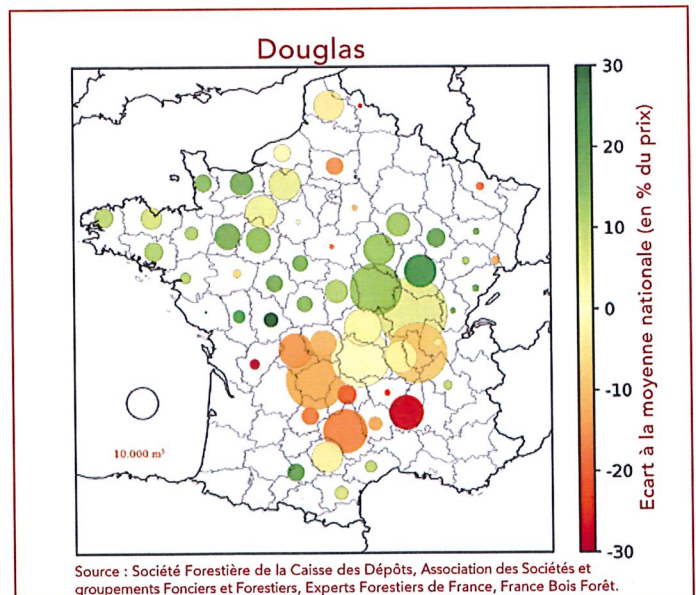 Douglas
30
20
10
0
-10
-20
-30
Ecart à la moyenne nationale (en % du prix)
10.000 m³
Source : Société Forestière de la Caisse des Dépôts, Association des Sociétés et
groupements Fonciers et Forestiers, Experts Forestiers de France, France Bois Forêt.